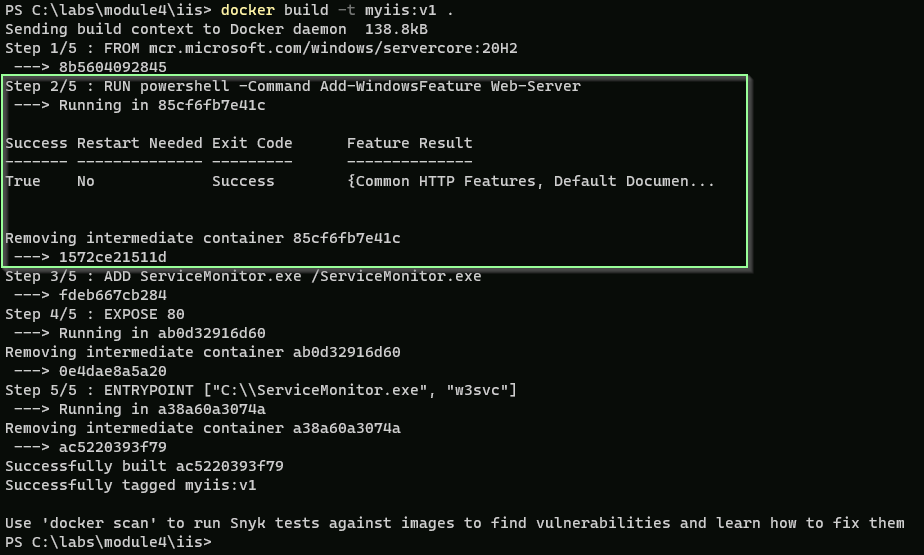 PS C:\labs\module4\iis> docker build -t myiis:v1 .
Sending build context to Docker daemon  138.8kB
Step 1/5 : FROM mcr.microsoft.com/windows/servercore:20H2
 ---> 8b5604092845
Step 2/5 : RUN powershell -Command Add-WindowsFeature Web-Server
 ---> Running in 85cf6fb7e41c
Success Restart Needed Exit Code      Feature Result
------- -------------- ---------      --------------
True    No             Success        {Common HTTP Features, Default Documen...
Removing intermediate container 85cf6fb7e41c
 ---> 1572ce21511d
Step 3/5 : ADD ServiceMonitor.exe /ServiceMonitor.exe
 ---> fdeb667cb284
Step 4/5 : EXPOSE 80
 ---> Running in ab0d32916d60
Removing intermediate container ab0d32916d60
 ---> 0e4dae8a5a20
Step 5/5 : ENTRYPOINT ["C:\\ServiceMonitor.exe", "w3svc"]
 ---> Running in a38a60a3074a
Removing intermediate container a38a60a3074a
 ---> ac5220393f79
Successfully built ac5220393f79
Successfully tagged myiis:v1
Use 'docker scan' to run Snyk tests against images to find vulnerabilities and learn how to fix them
PS C:\labs\module4\iis>